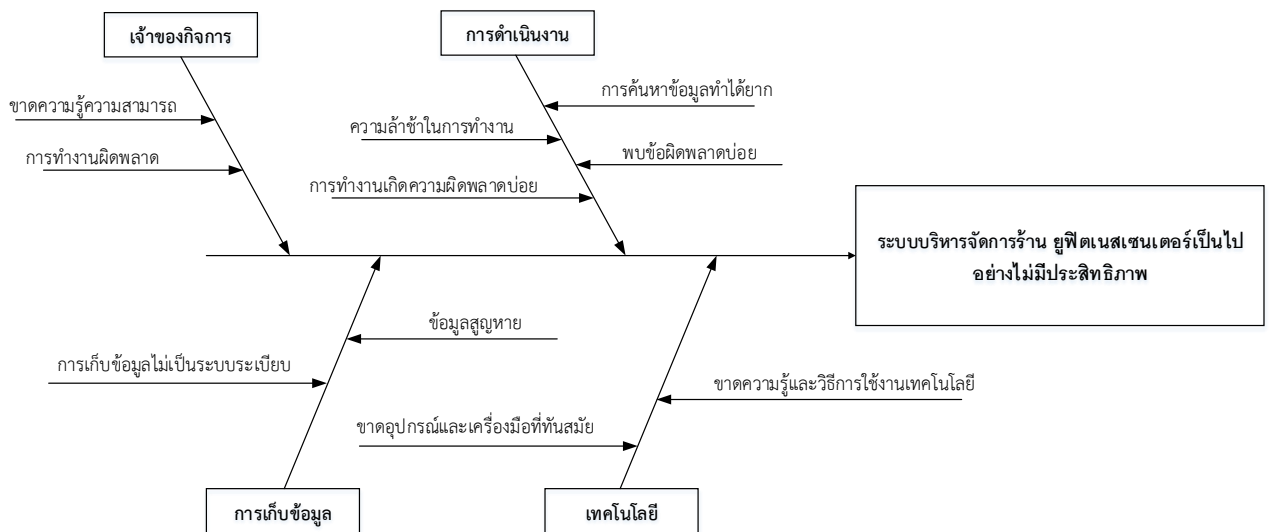 เจ้าของกิจการ
การดำเนินงาน
ขาดความรู้ความสามารถ
การทำงานผิดพลาด
การค้นหาข้อมูลทำได้ยาก
ความล้าช้าในการทำงาน
พบข้อผิดพลาดบ่อย
การทำงานเกิดความผิดพลาดบ่อย
ระบบบริหารจัดการร้าน ยูฟิตเนสเซนเตอร์เป็นไป
อย่างไม่มีประสิทธิภาพ
ข้อมูลสูญหาย
การเก็บข้อมูลไม่เป็นระบบระเบียบ
ขาดความรู้และวิธีการใช้งานเทคโนโลยี
ขาดอุปกรณ์และเครื่องมือที่ทันสมัย
การเก็บข้อมูล
เทคโนโลยี